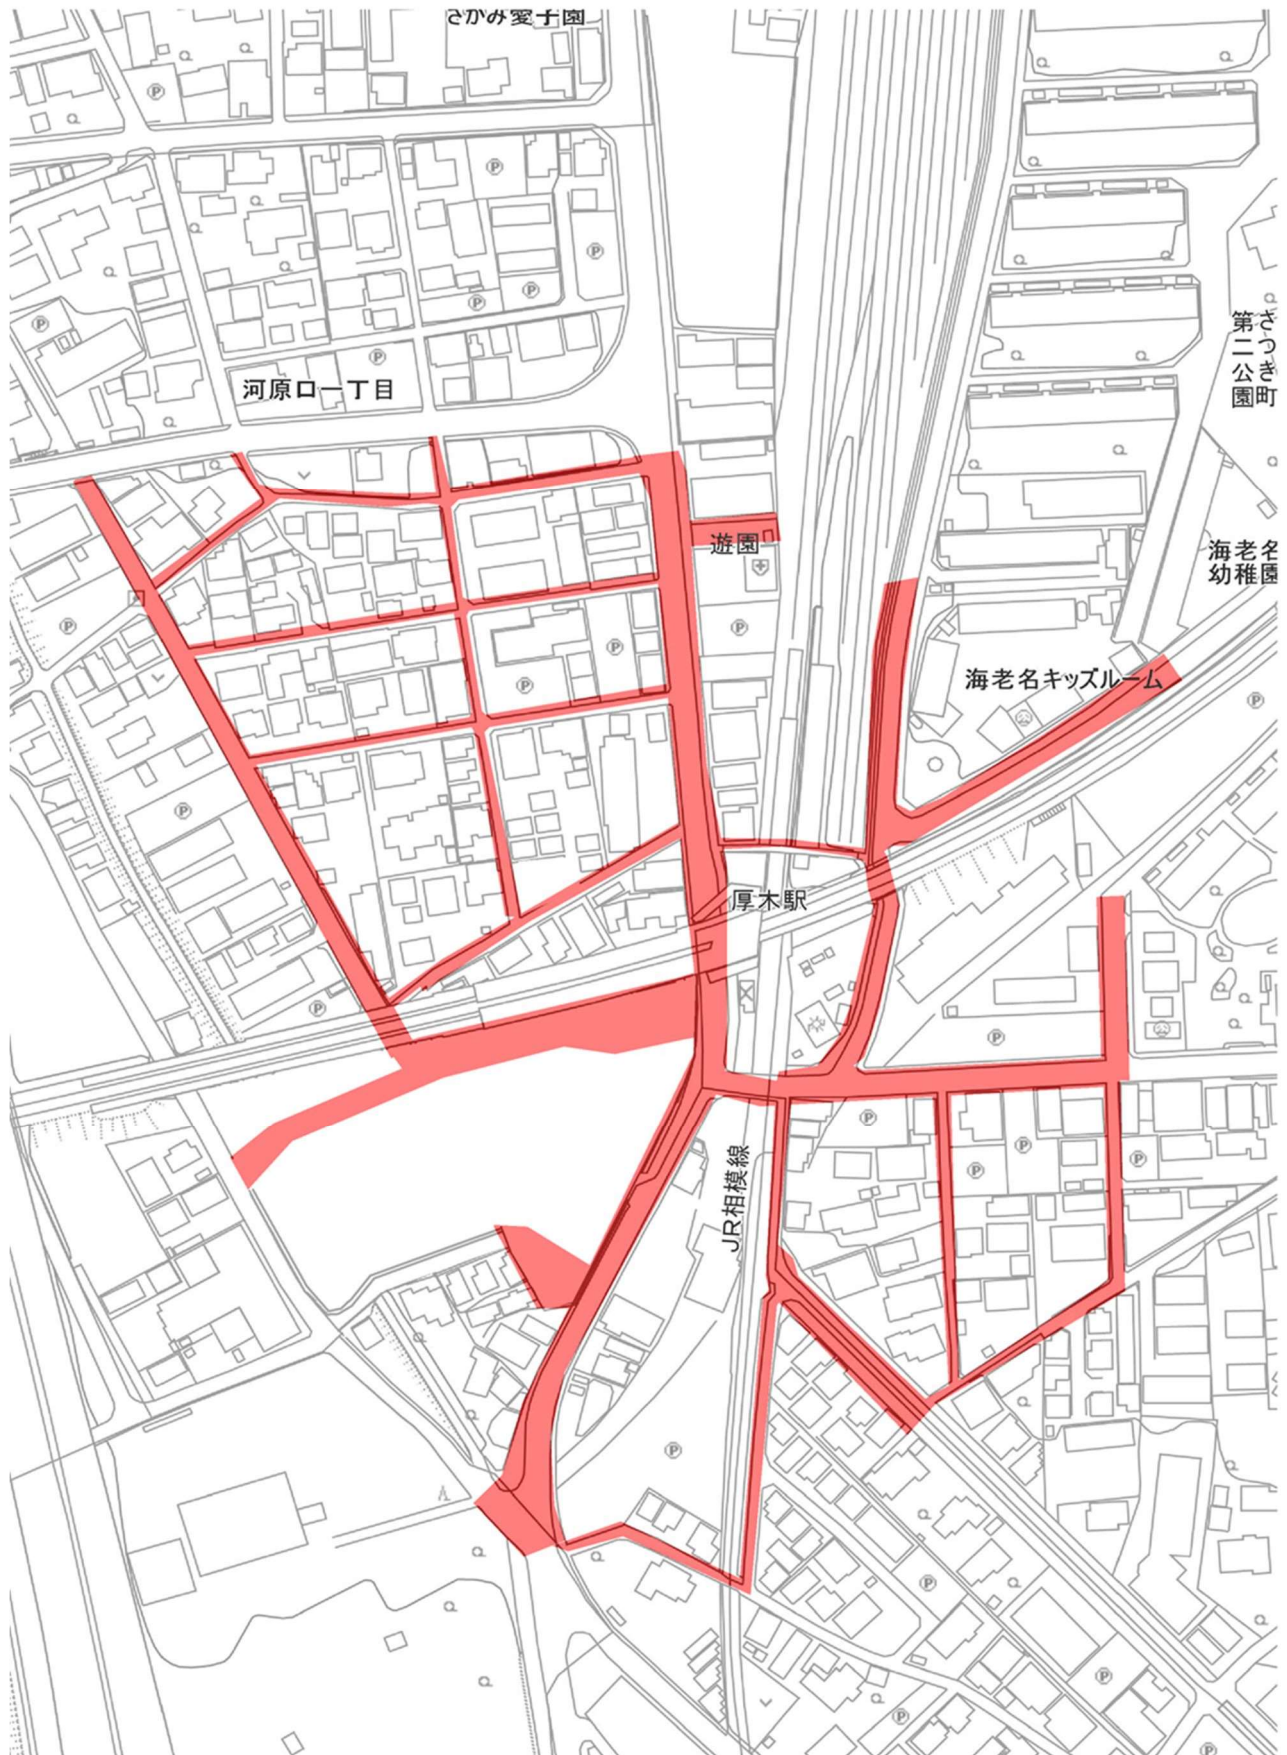 さがみ愛子園
河原口一丁目
さつき町
第二公園
遊園
海老名
幼稚園
海老名キッズルーム
厚木駅
JR相模線